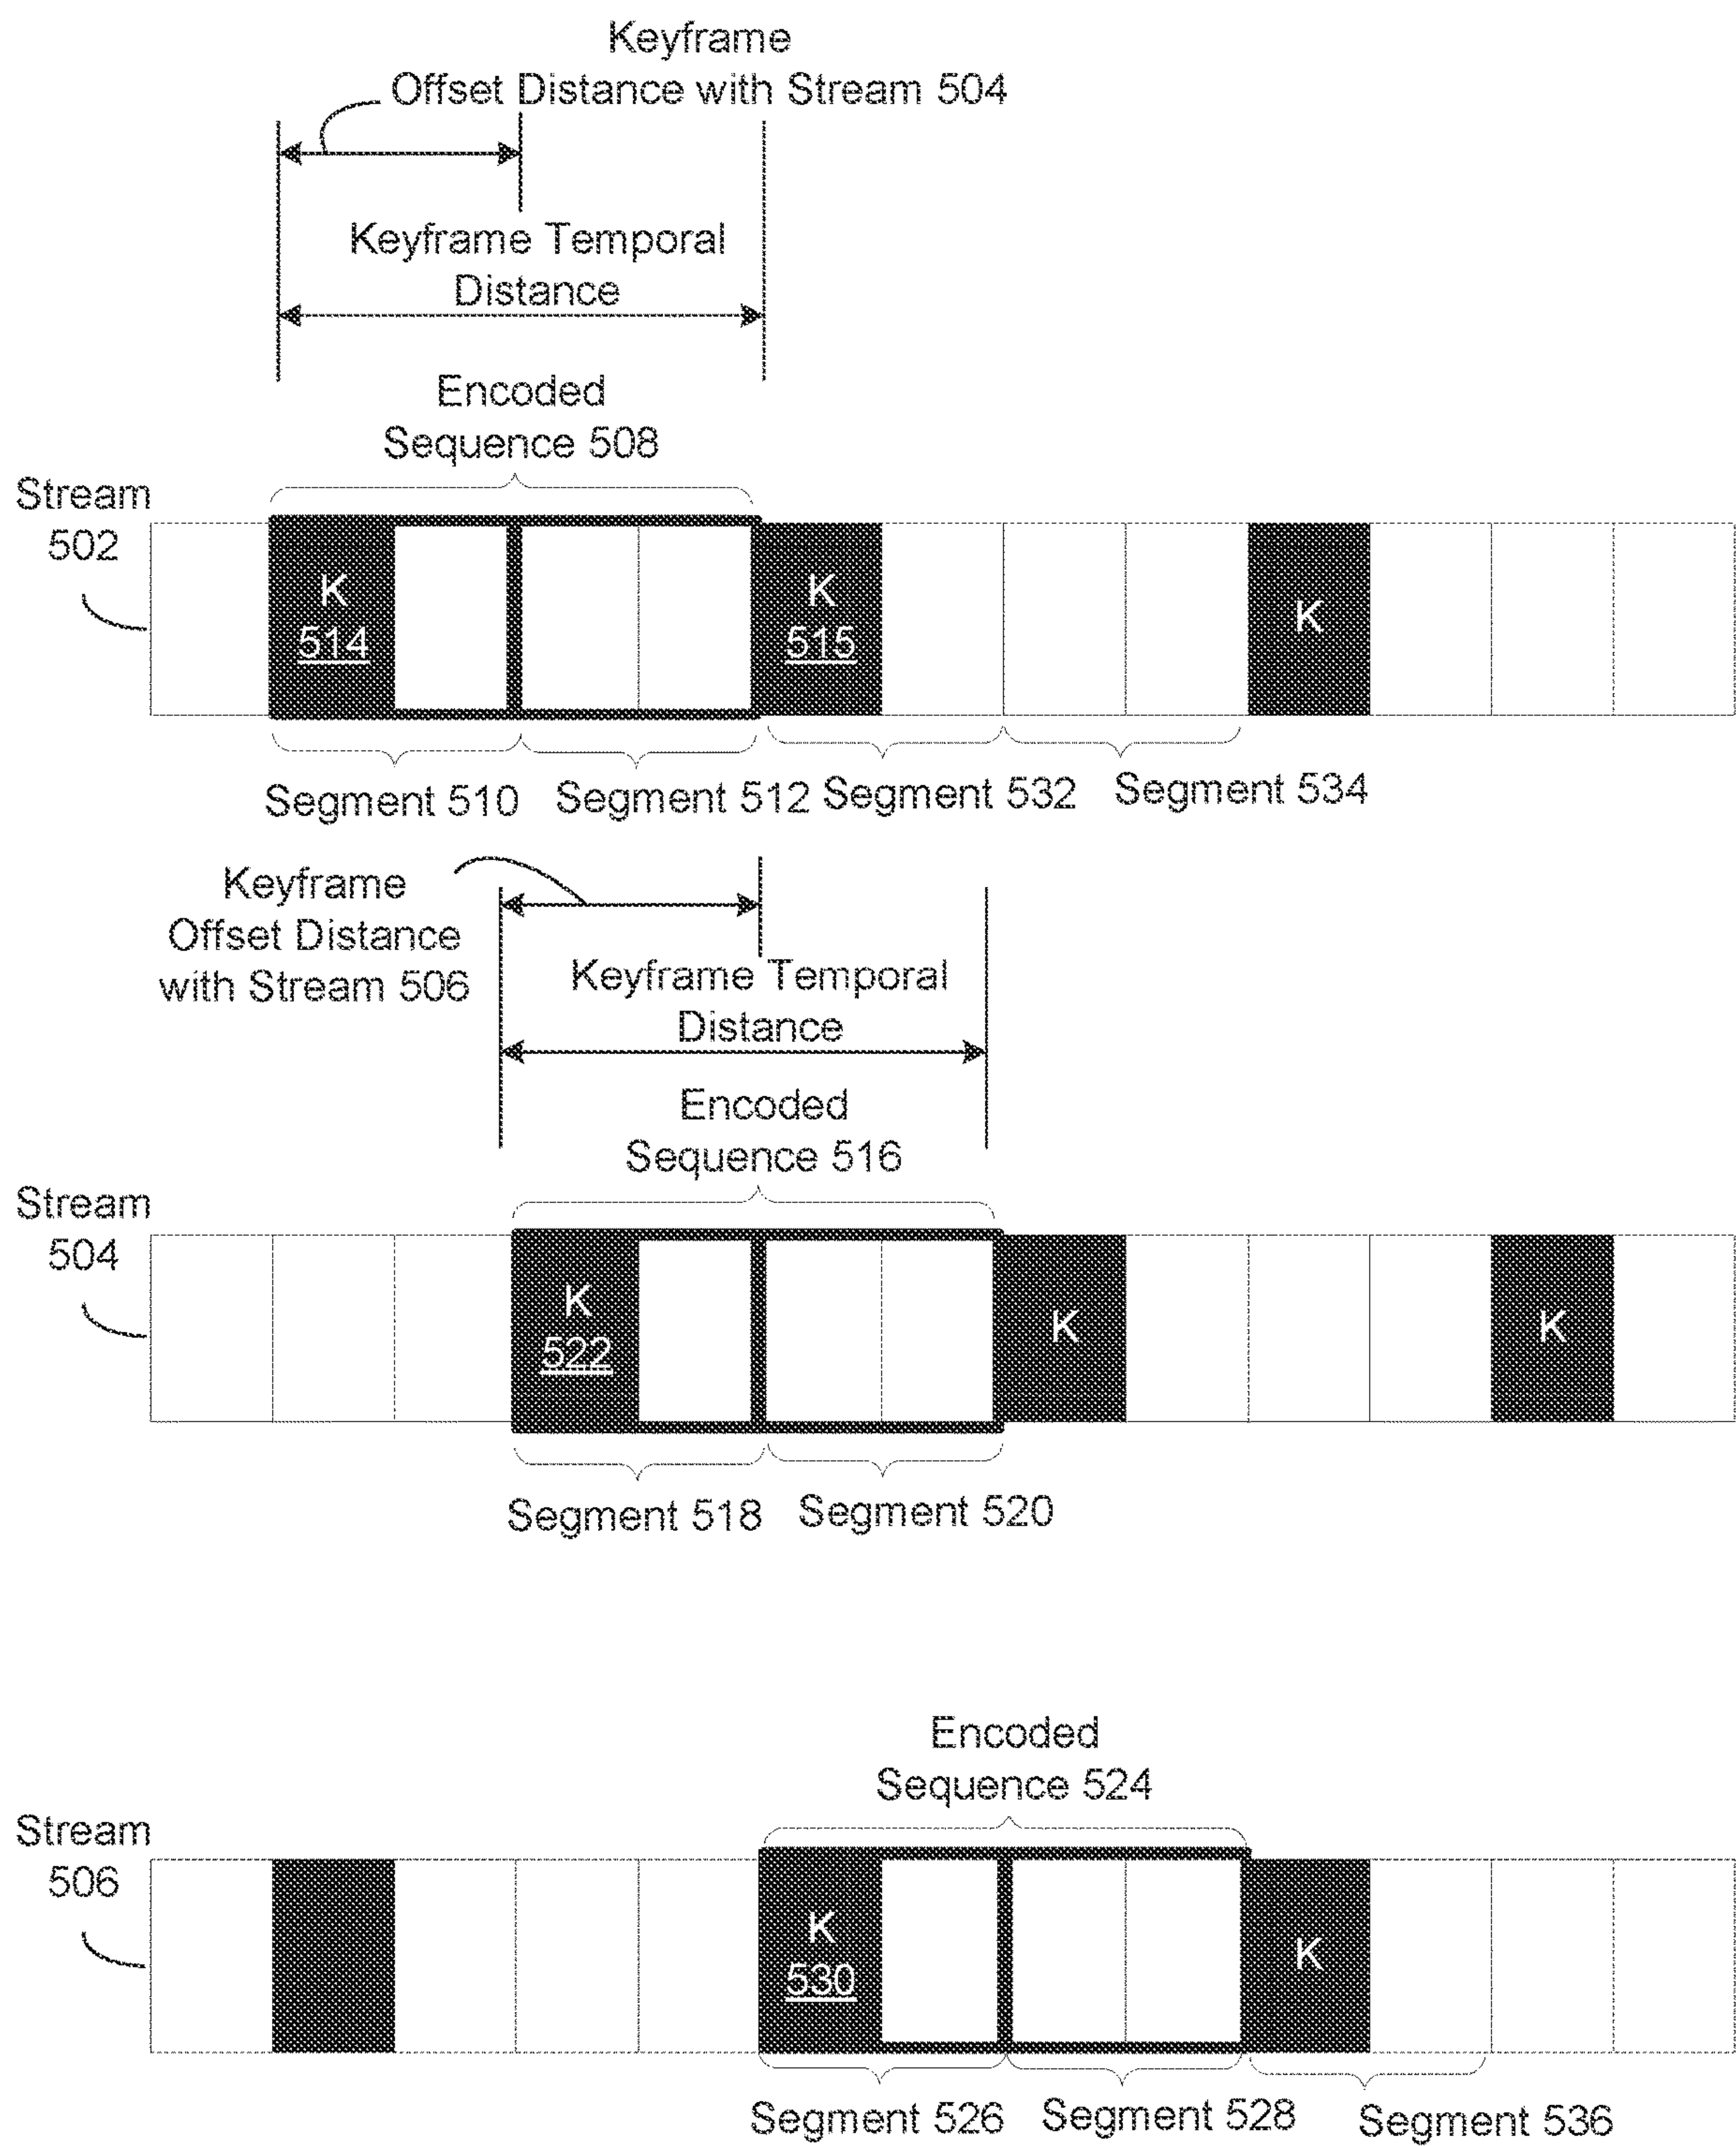 Keyframe
Offset Distance with Stream 504
Keyframe Temporal
Distance
Encoded
Sequence 508
Stream
502
K
514
K
515
K
Segment 510
Segment 512
Segment 532
Segment 534
Keyframe
Offset Distance
with Stream 506
Keyframe Temporal
Distance
Encoded
Sequence 516
Stream
504
K
522
K
K
Segment 518
Segment 520
Encoded
Sequence 524
Stream
506
K
530
K
Segment 526
Segment 528
Segment 536